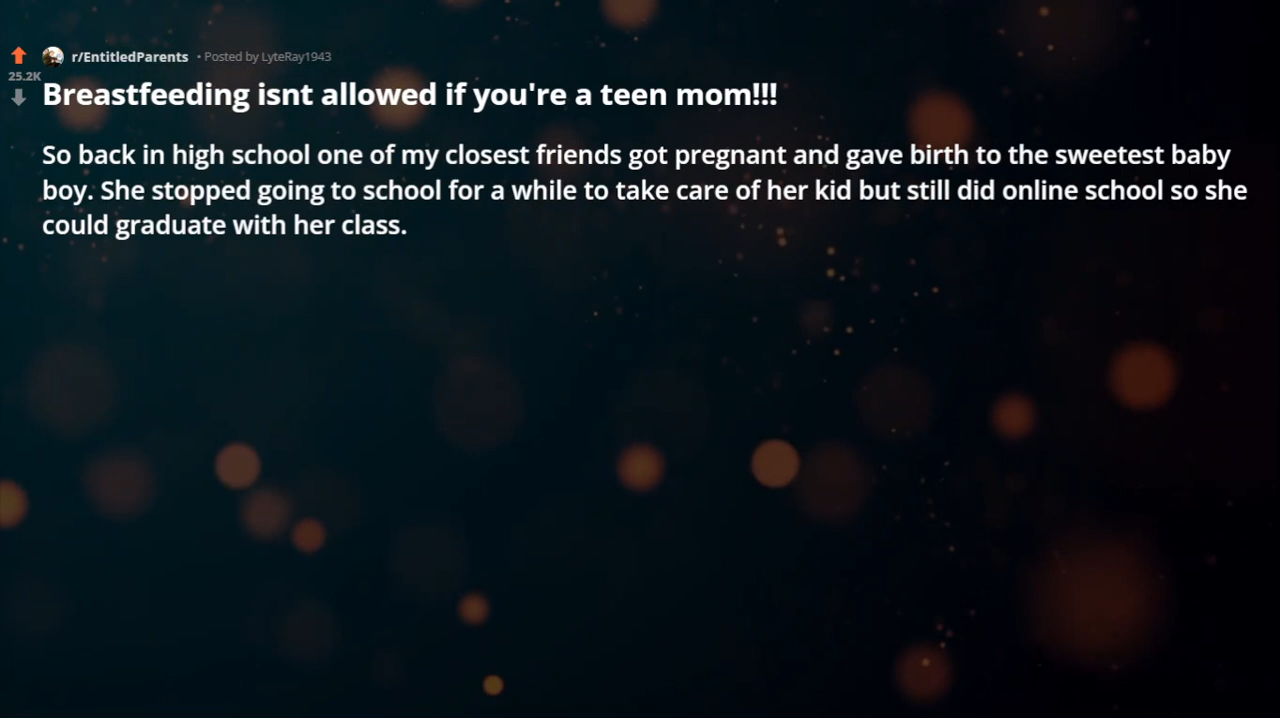 r/EntitledParents • Posted by LyteRay1943
25.2K
Breastfeeding isnt allowed if you're a teen mom!!!
So back in high school one of my closest friends got pregnant and gave birth to the sweetest baby
boy. She stopped going to school for a while to take care of her kid but still did online school so she
could graduate with her class.